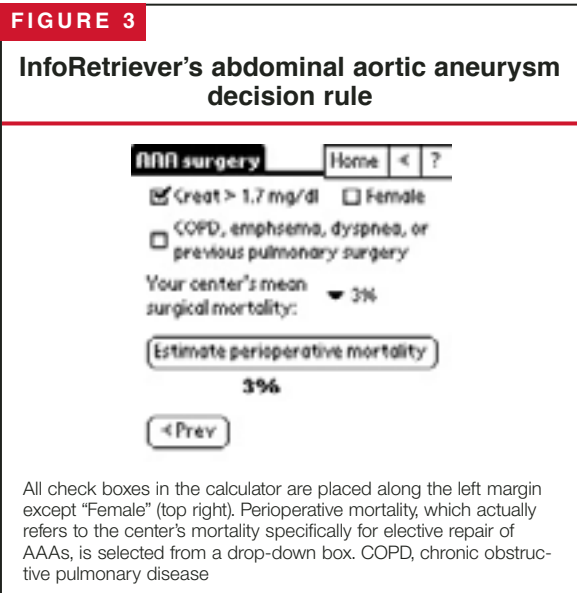 FIGURE 3
InfoRetriever's abdominal aortic aneurysm
decision rule
AAA surgery Home < ?
Creat > 1.7 mg/dl Female
COPD, emphsema, dyspnea, or
previous pulmonary surgery
Your center's mean
surgical mortality: 3%
Estimate perioperative mortality
3%
<Prev
All check boxes in the calculator are placed along the left margin
except “Female” (top right). Perioperative mortality, which actually
refers to the center's mortality specifically for elective repair of
AAAs, is selected from a drop-down box. COPD, chronic obstruc-
tive pulmonary disease